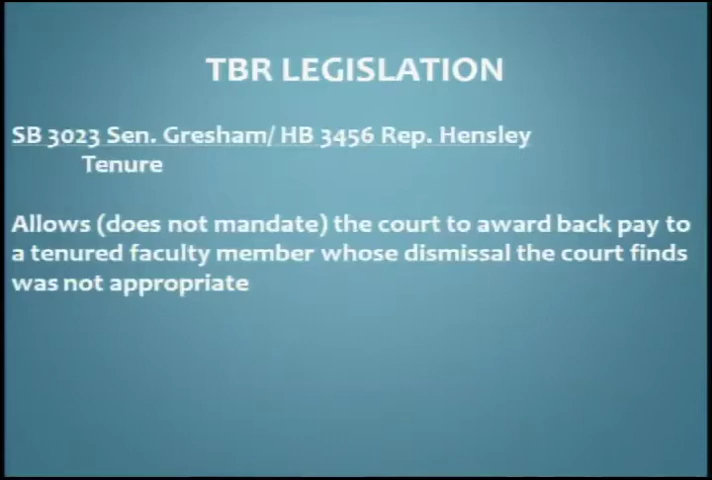 TBR LEGISLATION
SB 3023 Sen. Gresham/ HB 3456 Rep. Hensley
Tenure
Allows (does not mandate) the court to award back pay to
a tenured faculty member whose dismissal the court finds
was not appropriate